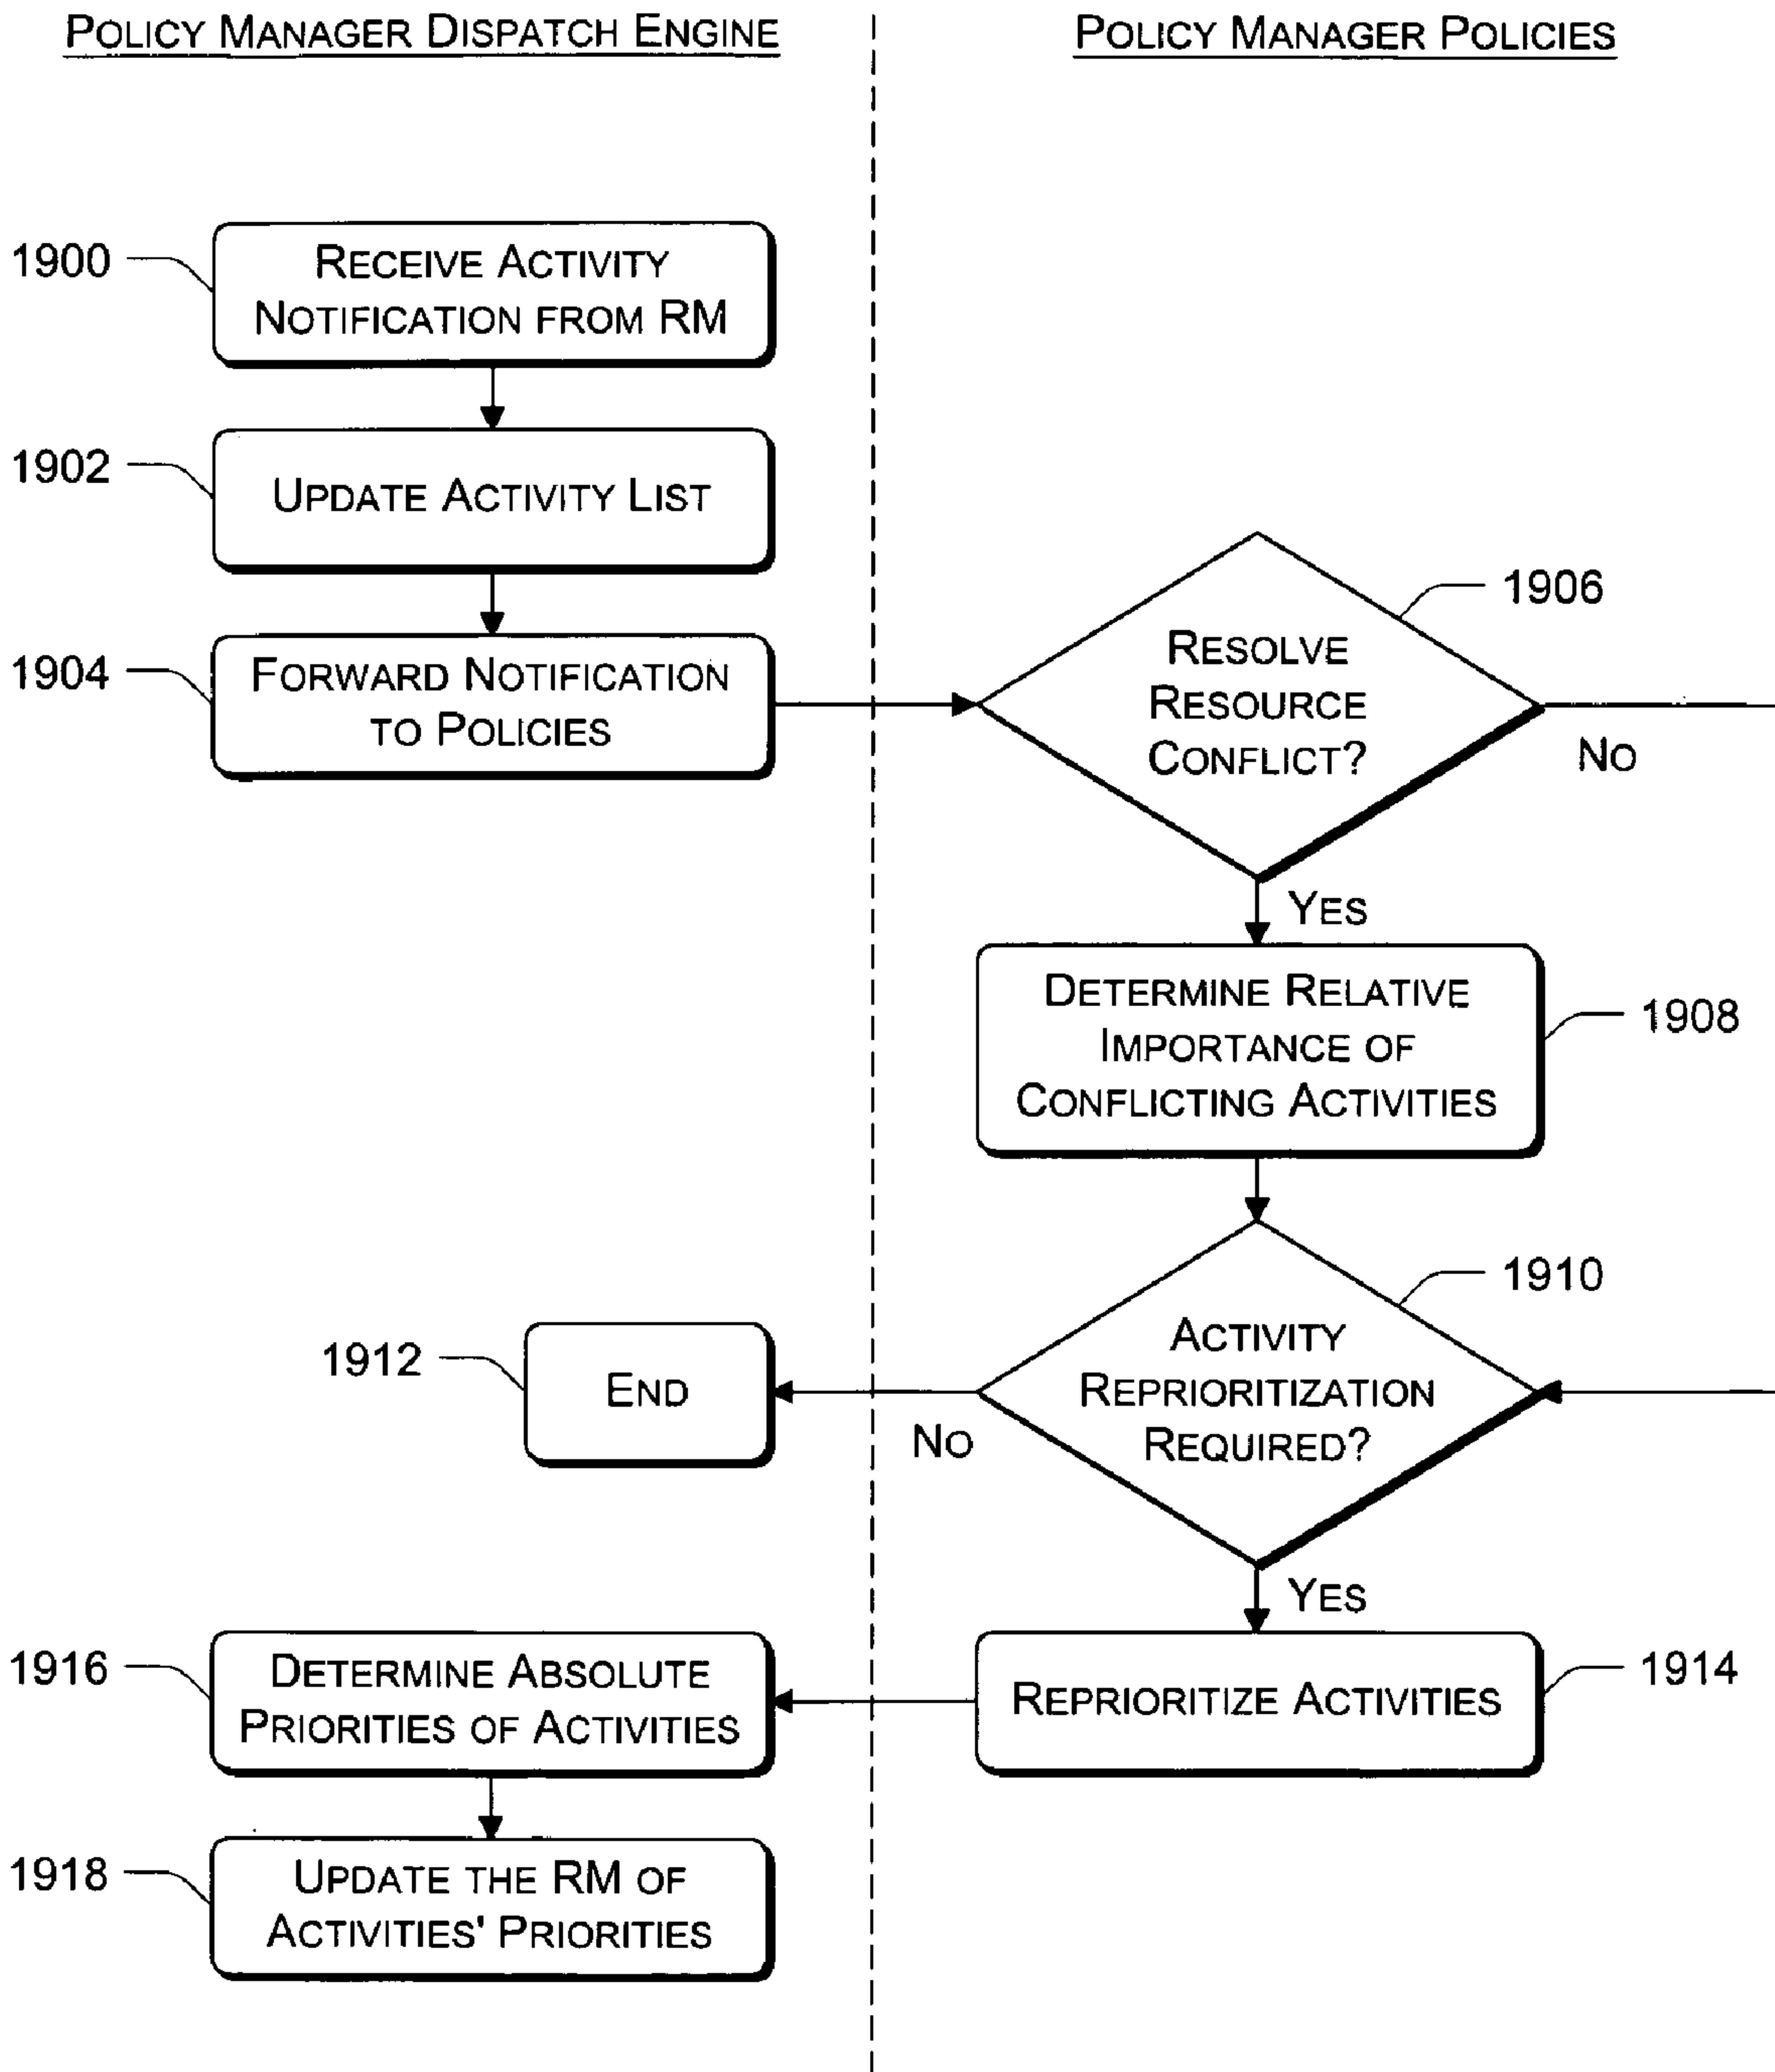 POLICY MANAGER DISPATCH ENGINE
POLICY MANAGER POLICIES
1900
RECEIVE ACTIVITY
NOTIFICATION FROM RM
1902
UPDATE ACTIVITY LIST
1904
FORWARD NOTIFICATION
TO POLICIES
1906
RESOLVE
RESOURCE
CONFLICT?
NO
YES
DETERMINE RELATIVE
IMPORTANCE OF
CONFLICTING ACTIVITIES
1908
1910
ACTIVITY
REPRIORITIZATION
REQUIRED?
1912
END
NO
YES
1914
REPRIORITIZE ACTIVITIES
1916
DETERMINE ABSOLUTE
PRIORITIES OF ACTIVITIES
1918
UPDATE THE RM OF
ACTIVITIES' PRIORITIES